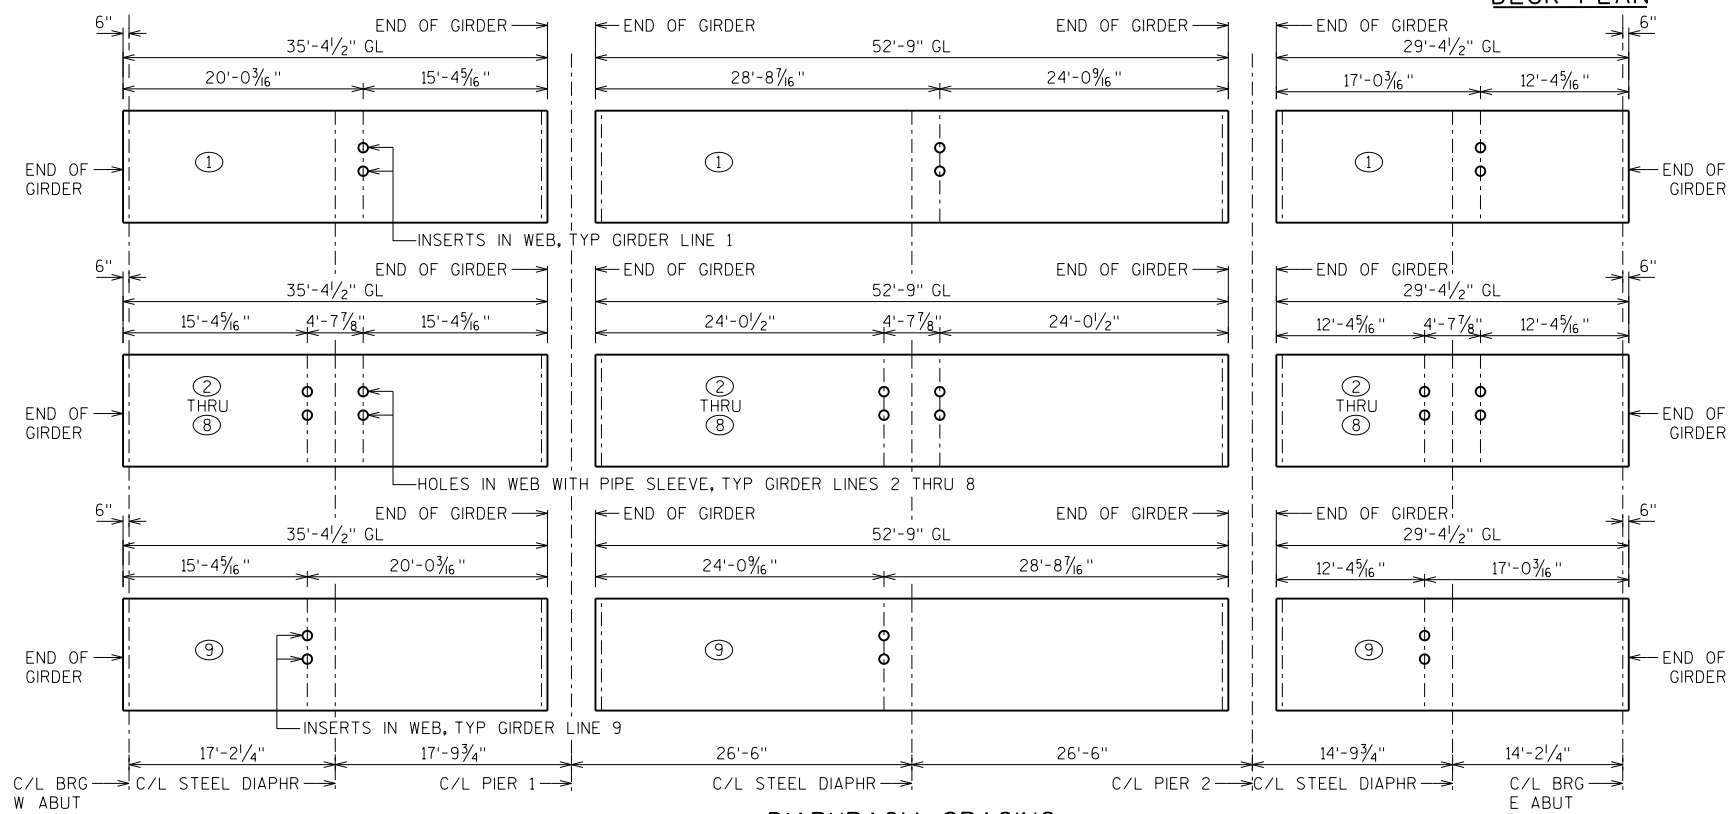 DECK PLAN
6" END OF GIRDER END OF GIRDER END OF GIRDER END OF GIRDER 6"
35'-4½" GL 52'-9" GL 29'-4½" GL
20'-0³⁄₁₆" 15'-4⁵⁄₁₆" 28'-8⁷⁄₁₆" 24'-0⁹⁄₁₆" 17'-0³⁄₁₆" 12'-4⁵⁄₁₆"
1 1 1
END OF GIRDER END OF GIRDER
INSERTS IN WEB, TYP GIRDER LINE 1
6" END OF GIRDER END OF GIRDER END OF GIRDER END OF GIRDER 6"
35'-4½" GL 52'-9" GL 29'-4½" GL
15'-4⁵⁄₁₆" 4'-7⅞" 15'-4⁵⁄₁₆" 24'-0½" 4'-7⅞" 24'-0½" 12'-4⁵⁄₁₆" 4'-7⅞" 12'-4⁵⁄₁₆"
2 THRU 8 2 THRU 8 2 THRU 8
END OF GIRDER END OF GIRDER
HOLES IN WEB WITH PIPE SLEEVE, TYP GIRDER LINES 2 THRU 8
6" END OF GIRDER END OF GIRDER END OF GIRDER END OF GIRDER 6"
35'-4½" GL 52'-9" GL 29'-4½" GL
15'-4⁵⁄₁₆" 20'-0³⁄₁₆" 24'-0⁹⁄₁₆" 28'-8⁷⁄₁₆" 12'-4⁵⁄₁₆" 17'-0³⁄₁₆"
9 9 9
END OF GIRDER END OF GIRDER
INSERTS IN WEB, TYP GIRDER LINE 9
17'-2¼" 17'-9¾" 26'-6" 26'-6" 14'-9¾" 14'-2¼"
C/L BRG W ABUT C/L STEEL DIAPHR C/L PIER 1 C/L STEEL DIAPHR C/L PIER 2 C/L STEEL DIAPHR C/L BRG E ABUT
DIAPHRAGM SPACING